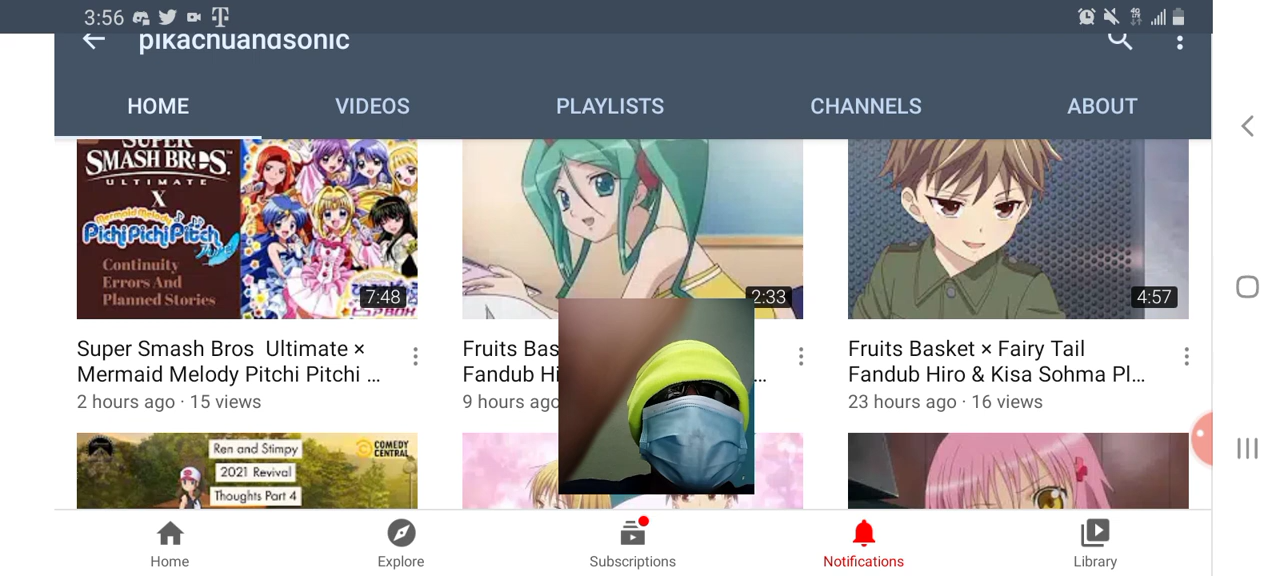 3:56
pikachuandsonic
HOME VIDEOS PLAYLISTS CHANNELS ABOUT
SUPER
SMASH BROS.
ULTIMATE
X
Mermaid Melody
Pichi Pichi Pitch
Continuity
Errors And
Planned Stories
7:48
2:33
4:57
Super Smash Bros Ultimate ×
Mermaid Melody Pitchi Pitchi ...
2 hours ago · 15 views
Fruits Bas
Fandub Hi ...
9 hours ago
Fruits Basket × Fairy Tail
Fandub Hiro & Kisa Sohma Pl...
23 hours ago · 16 views
Ren and Stimpy
2021 Revival
Thoughts Part 4
COMEDY
CENTRAL
Home Explore Subscriptions Notifications Library